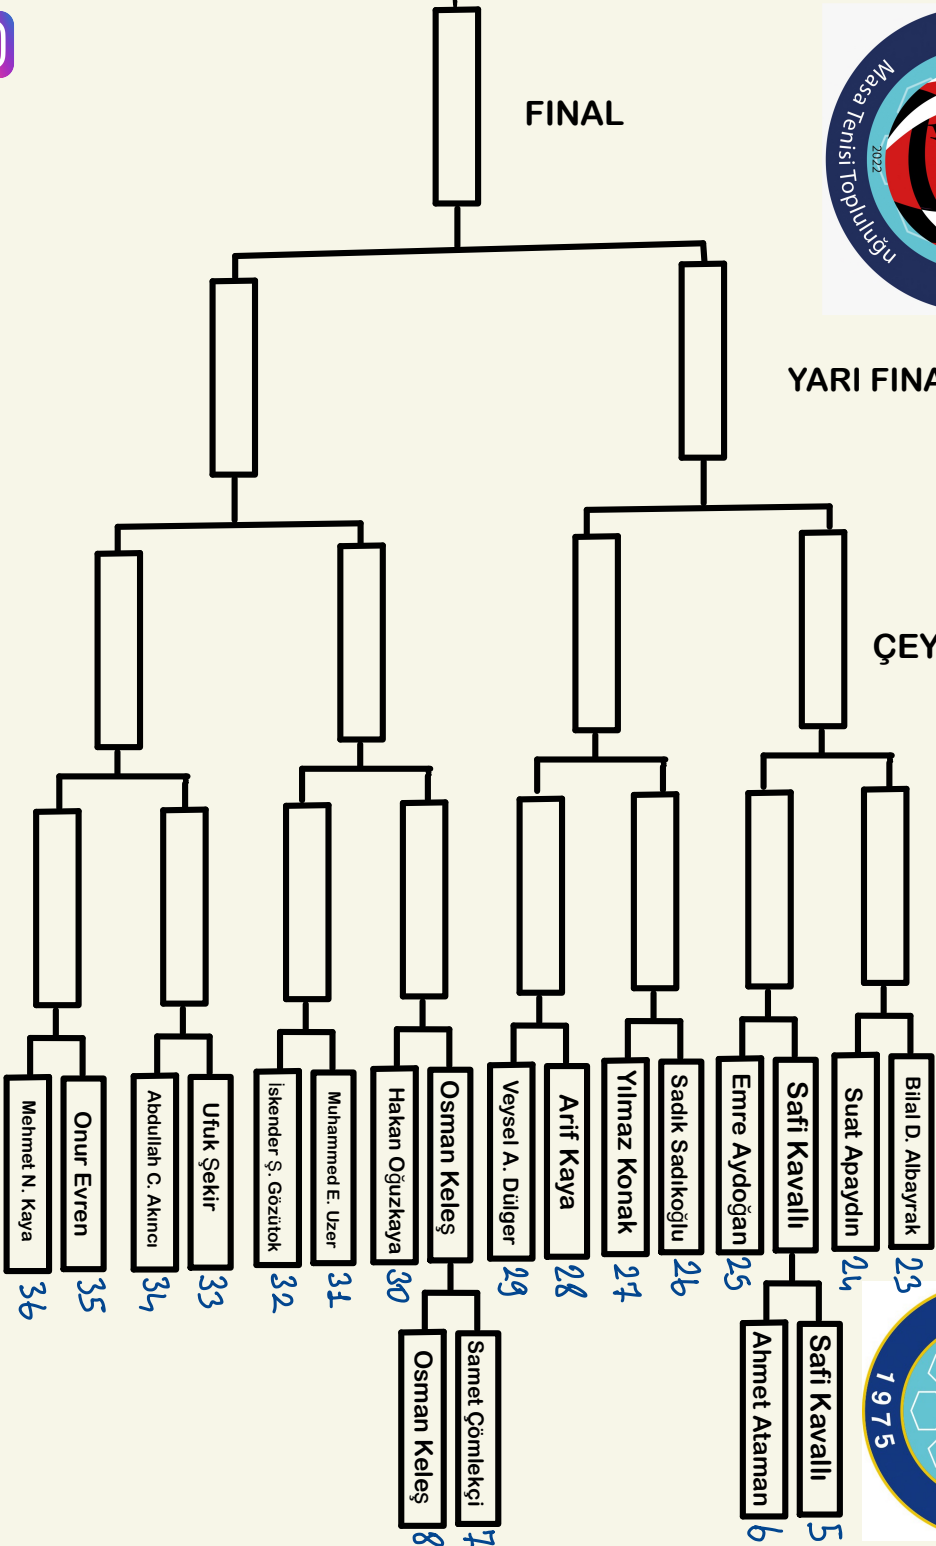 FINAL
Masa Tenisi Topluluğu
2022
YARI FINA
ÇEY
Bilal D. Albayrak
23
Suat Apaydın
24
Safi Kavallı
Emre Aydoğan
25
Sadık Sadıkoğlu
26
Yılmaz Konak
27
Arif Kaya
28
Veysel A. Dülger
29
Osman Keleş
Hakan Oğuzkaya
30
Muhammed E. Uzer
31
İskender Ş. Gözütok
32
Ufuk Şekir
33
Abdullah C. Akıncı
34
Onur Evren
35
Mehmet N. Kaya
36
Safi Kavallı
5
Ahmet Ataman
6
Samet Çömlekçi
7
Osman Keleş
8
1975